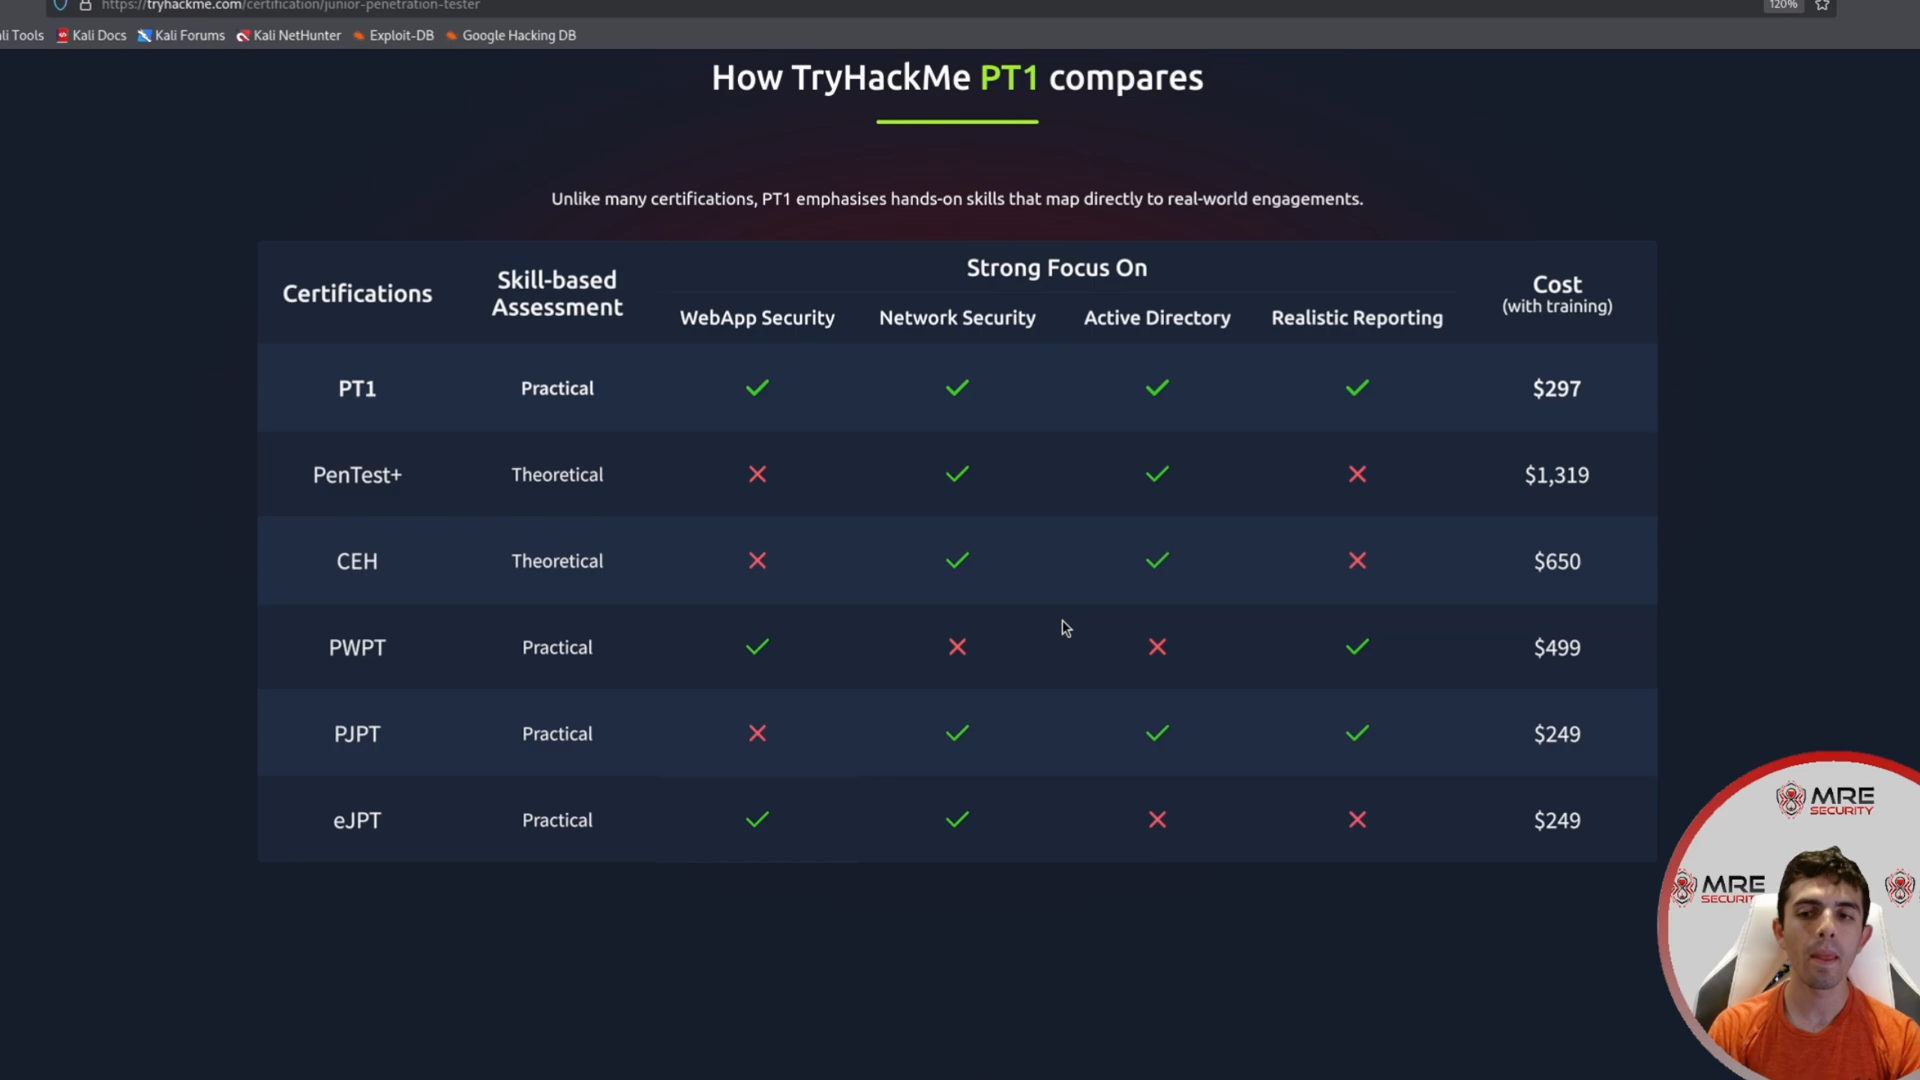 https://tryhackme.com/certification/junior-penetration-tester
120%
li Tools Kali Docs Kali Forums Kali NetHunter Exploit-DB Google Hacking DB
How TryHackMe PT1 compares
Unlike many certifications, PT1 emphasises hands-on skills that map directly to real-world engagements.
Certifications Skill-based Assessment Strong Focus On Cost (with training)
WebApp Security Network Security Active Directory Realistic Reporting
PT1 Practical ✓ ✓ ✓ ✓ $297
PenTest+ Theoretical ✕ ✓ ✓ ✕ $1,319
CEH Theoretical ✕ ✓ ✓ ✕ $650
PWPT Practical ✓ ✕ ✕ ✓ $499
PJPT Practical ✕ ✓ ✓ ✓ $249
eJPT Practical ✓ ✓ ✕ ✕ $249
MRE
SECURITY
MRE
SECURITY